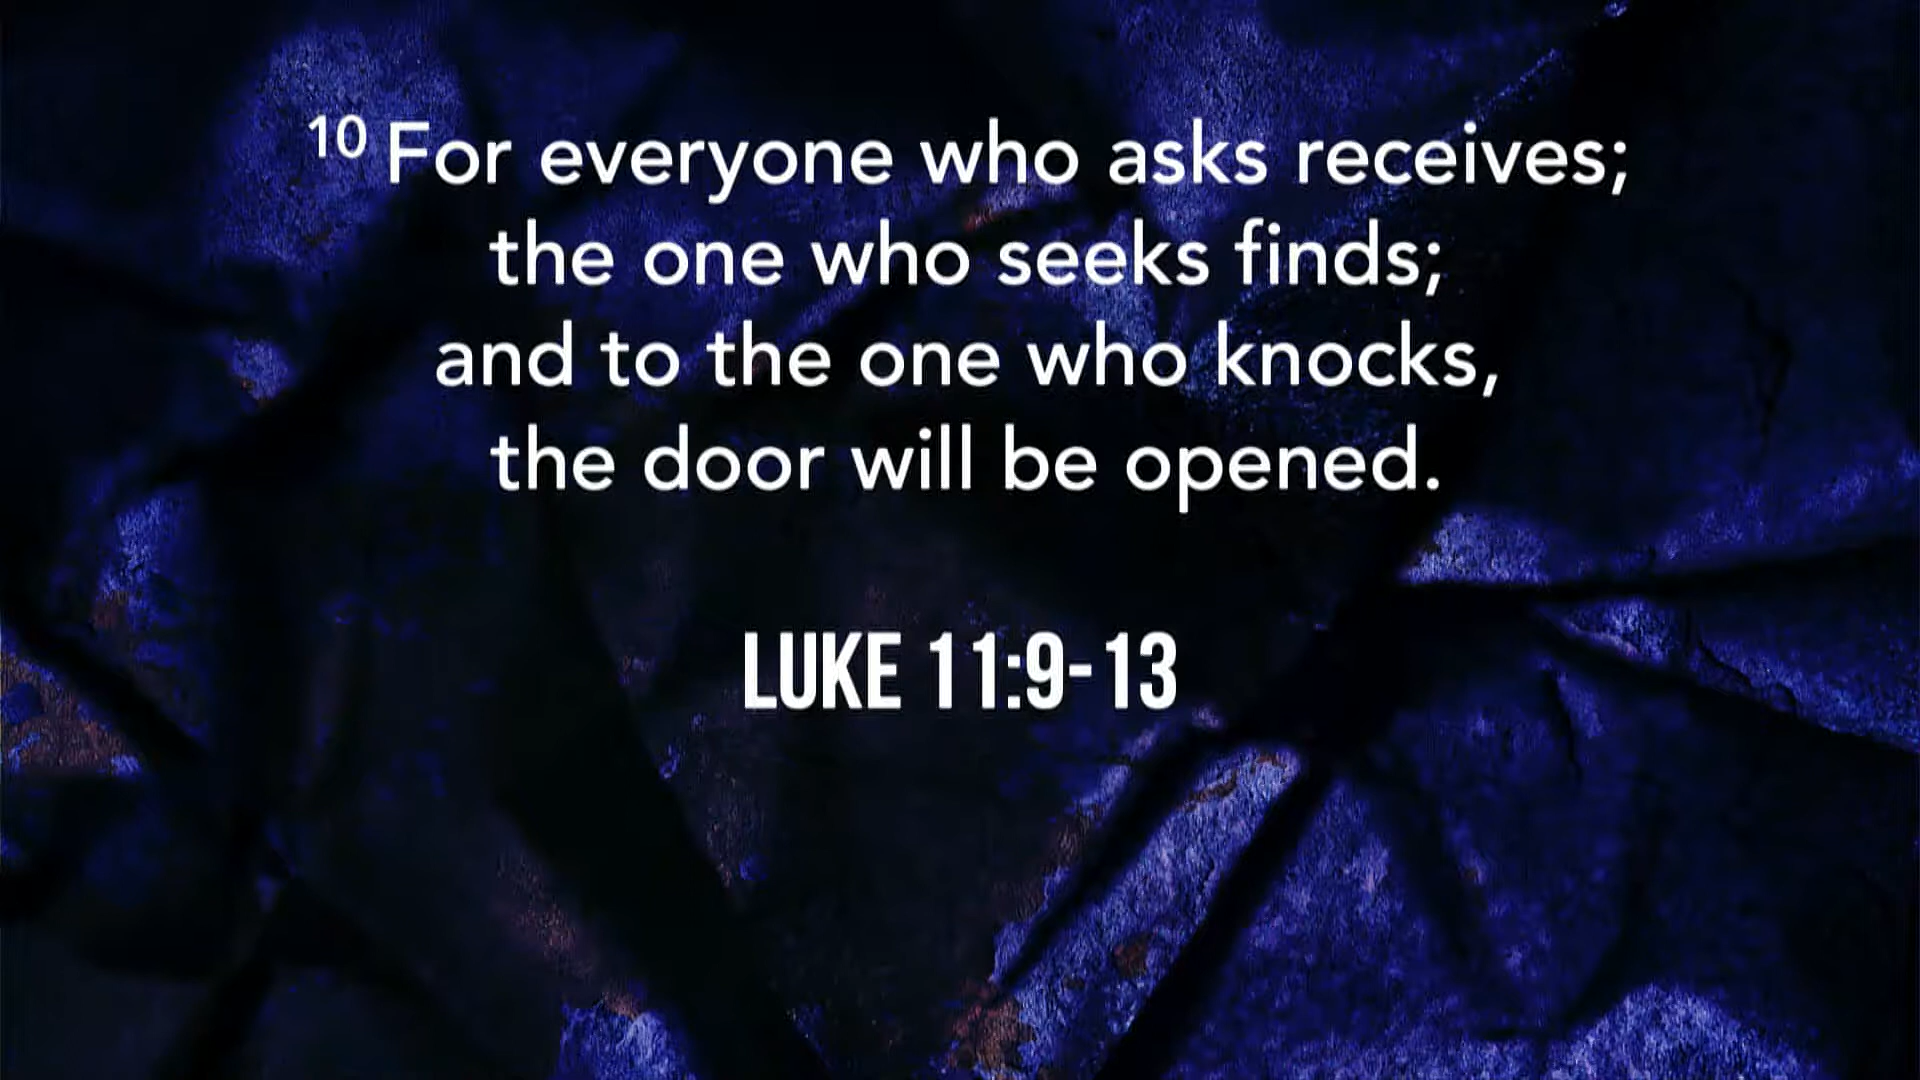 10 For everyone who asks receives;
the one who seeks finds;
and to the one who knocks,
the door will be opened.
LUKE 11:9-13